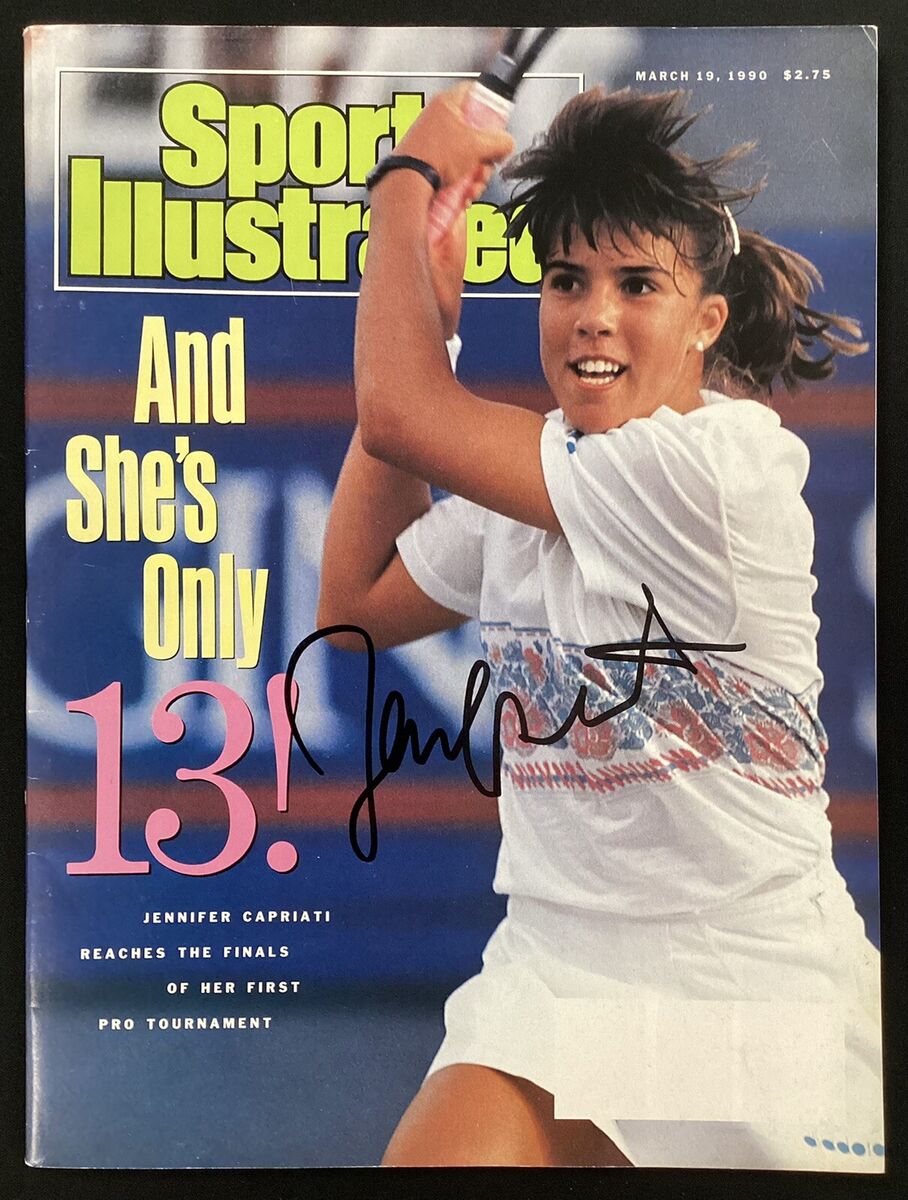 MARCH 19, 1990 $2.75
Sports
Illustrated
And
She's
Only
13!
JENNIFER CAPRIATI
REACHES THE FINALS
OF HER FIRST
PRO TOURNAMENT